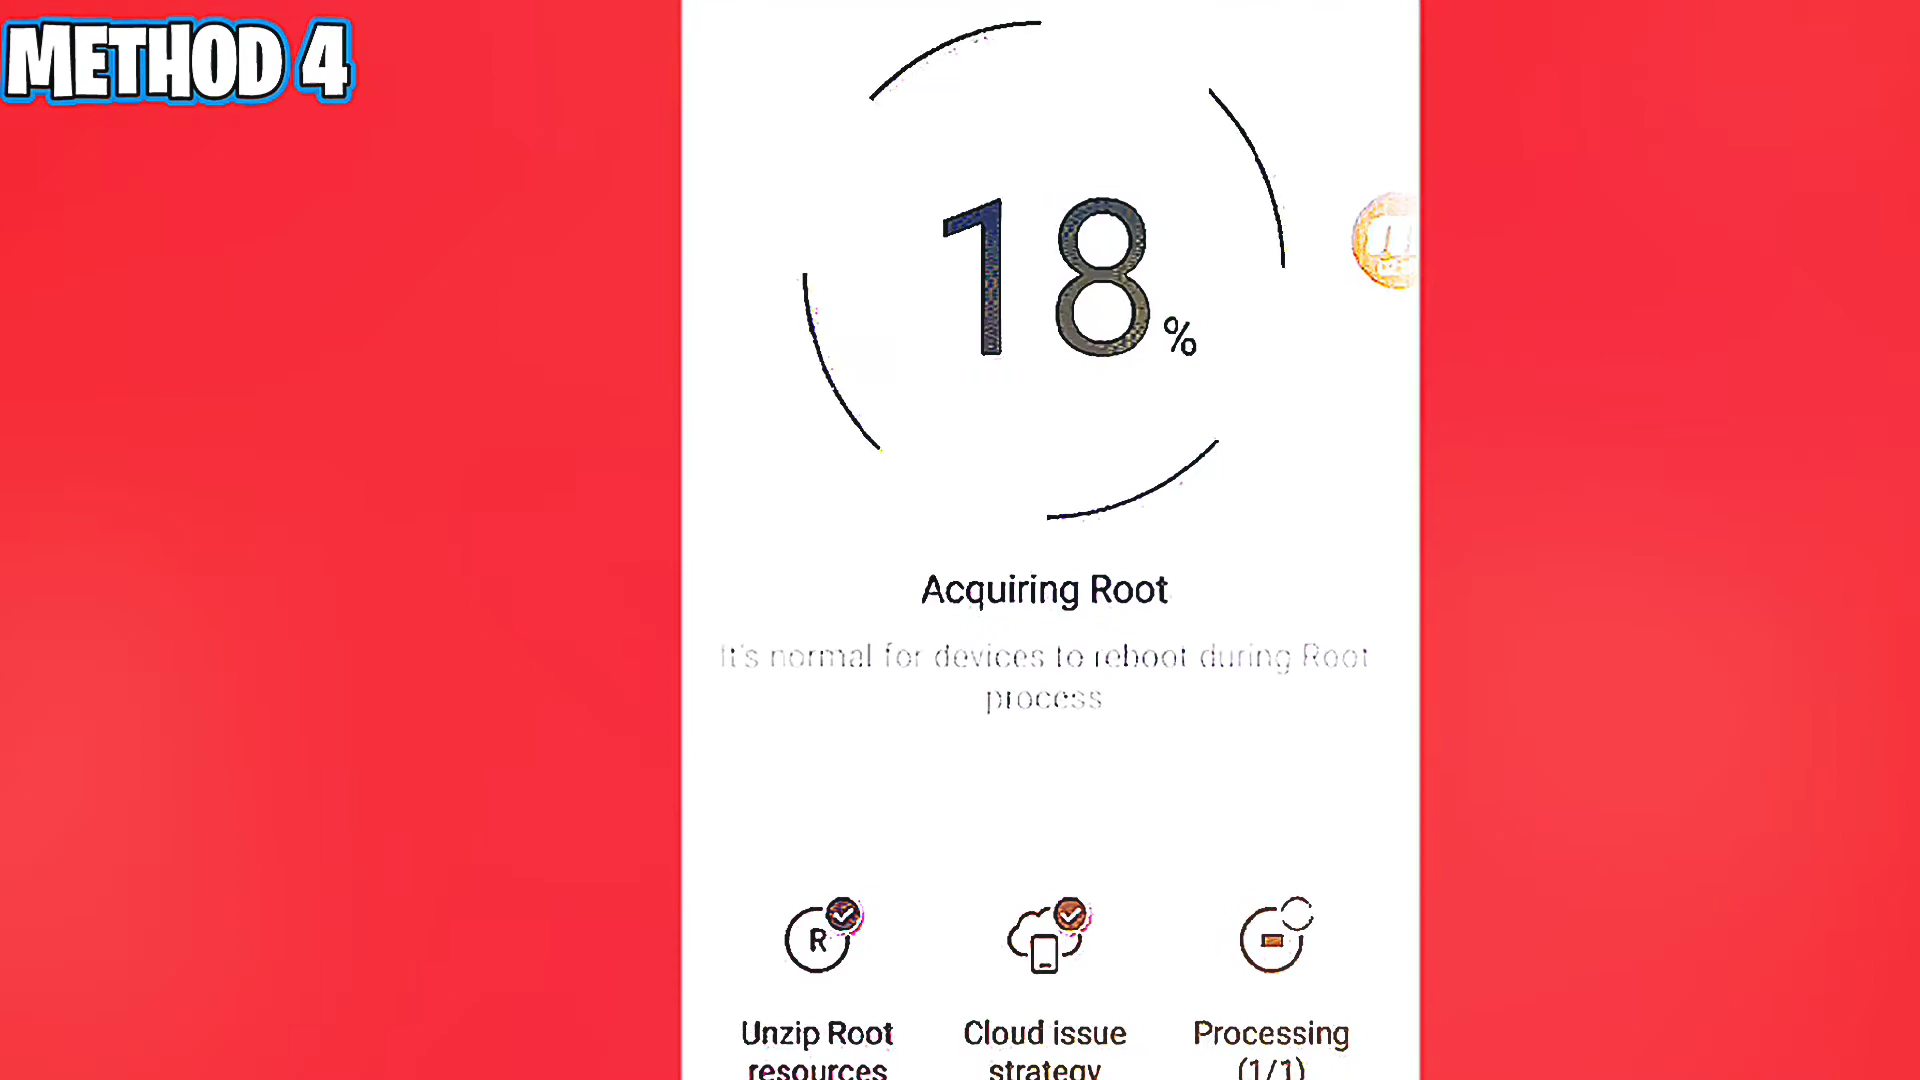 METHOD 4
18%
Acquiring Root
It's normal for devices to reboot during Root
process
R
Unzip Root
resources
Cloud issue
strategy
Processing
(1/1)